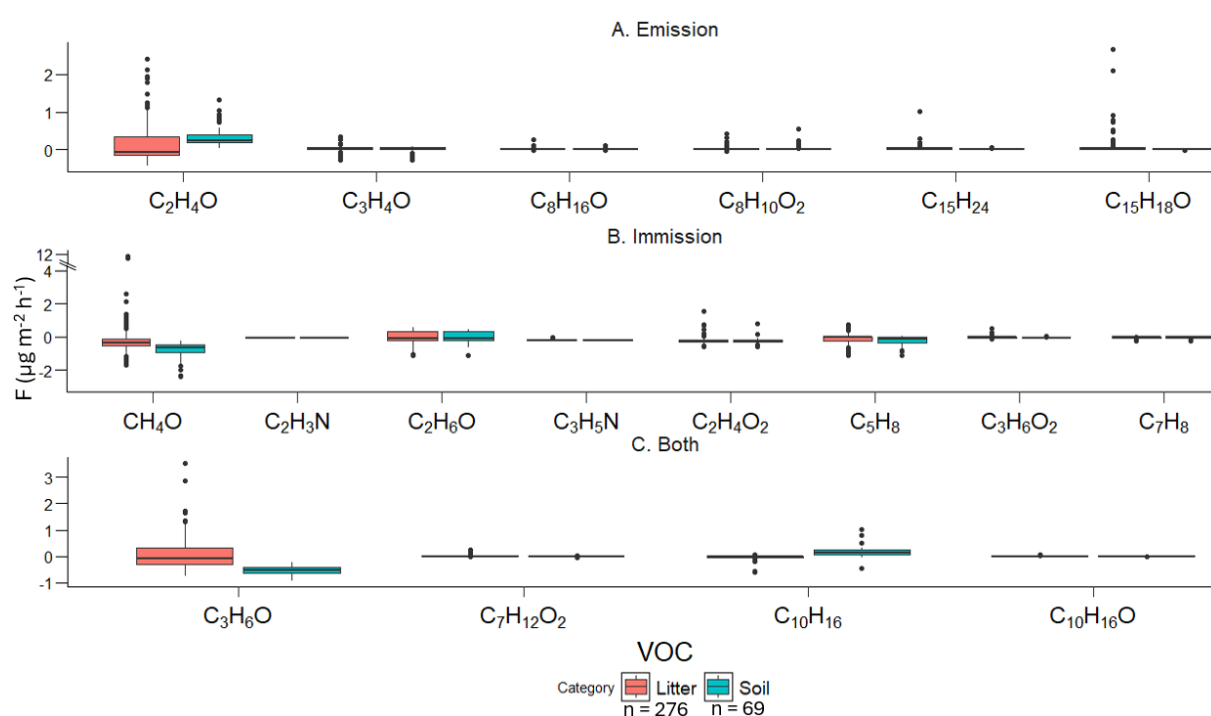 A. Emission
2
1
0
C₂H₄O C₃H₄O C₈H₁₆O C₈H₁₀O₂ C₁₅H₂₄ C₁₅H₁₈O
B. Immission
F (µg m⁻² h⁻¹)
12
4
2
0
-2
CH₄O C₂H₃N C₂H₆O C₃H₅N C₂H₄O₂ C₅H₈ C₃H₆O₂ C₇H₈
C. Both
3
2
1
0
-1
C₃H₆O C₇H₁₂O₂ C₁₀H₁₆ C₁₀H₁₆O
VOC
Category Litter Soil
n = 276 n = 69